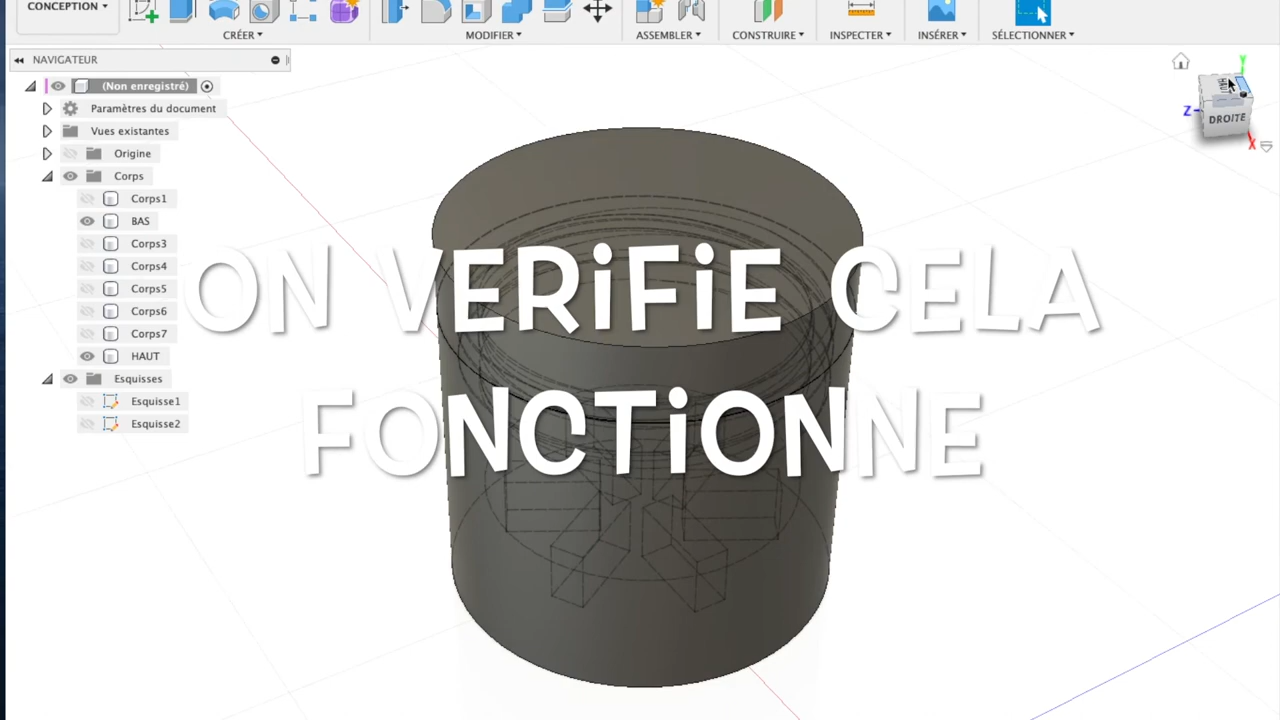 CONCEPTION
CRÉER
MODIFIER
ASSEMBLER
CONSTRUIRE
INSPECTER
INSÉRER
SÉLECTIONNER
NAVIGATEUR
(Non enregistré)
Paramètres du document
Vues existantes
Origine
Corps
Corps1
BAS
Corps3
Corps4
Corps5
Corps6
Corps7
HAUT
Esquisses
Esquisse1
Esquisse2
Y
HAUT
Z
DROITE
X
ON VERiFiE CELA
FONCTiONNE